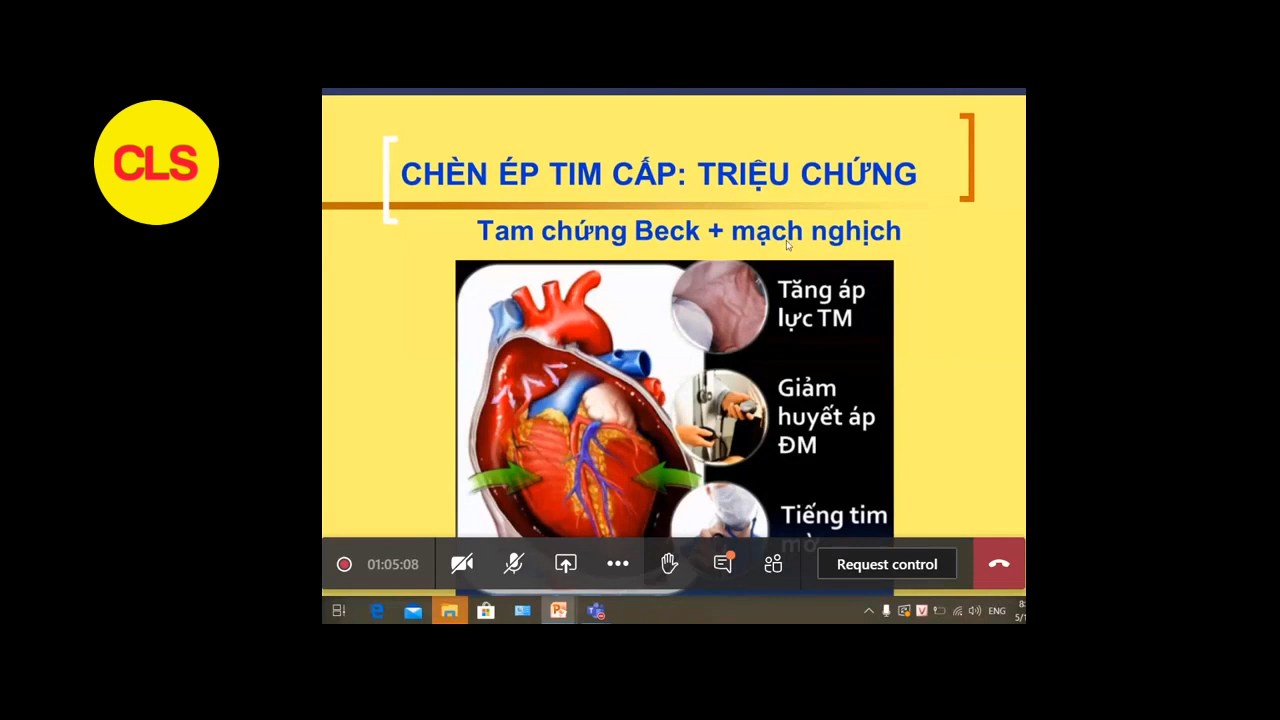 CLS
CHÈN ÉP TIM CẤP: TRIỆU CHỨNG
Tam chứng Beck + mạch nghịch
Tăng áp
lực TM
Giảm
huyết áp
ĐM
Tiếng tim
mờ
01:05:08
Request control
ENG